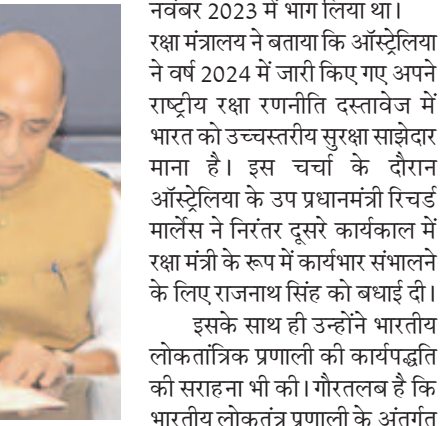 नवंबर 2023 में भाग लिया था।
रक्षा मंत्रालय ने बताया कि ऑस्ट्रेलिया
ने वर्ष 2024 में जारी किए गए अपने
राष्ट्रीय रक्षा रणनीति दस्तावेज में
भारत को उच्चस्तरीय सुरक्षा साझेदार
माना है। इस चर्चा के दौरान
ऑस्ट्रेलिया के उप प्रधानमंत्री रिचर्ड
मार्लेस ने निरंतर दूसरे कार्यकाल में
रक्षा मंत्री के रूप में कार्यभार संभालने
के लिए राजनाथ सिंह को बधाई दी।
इसके साथ ही उन्होंने भारतीय
लोकतांत्रिक प्रणाली की कार्यपद्धति
की सराहना भी की। गौरतलब है कि
भारतीय लोकतंत्र प्रणाली के अंतर्गत